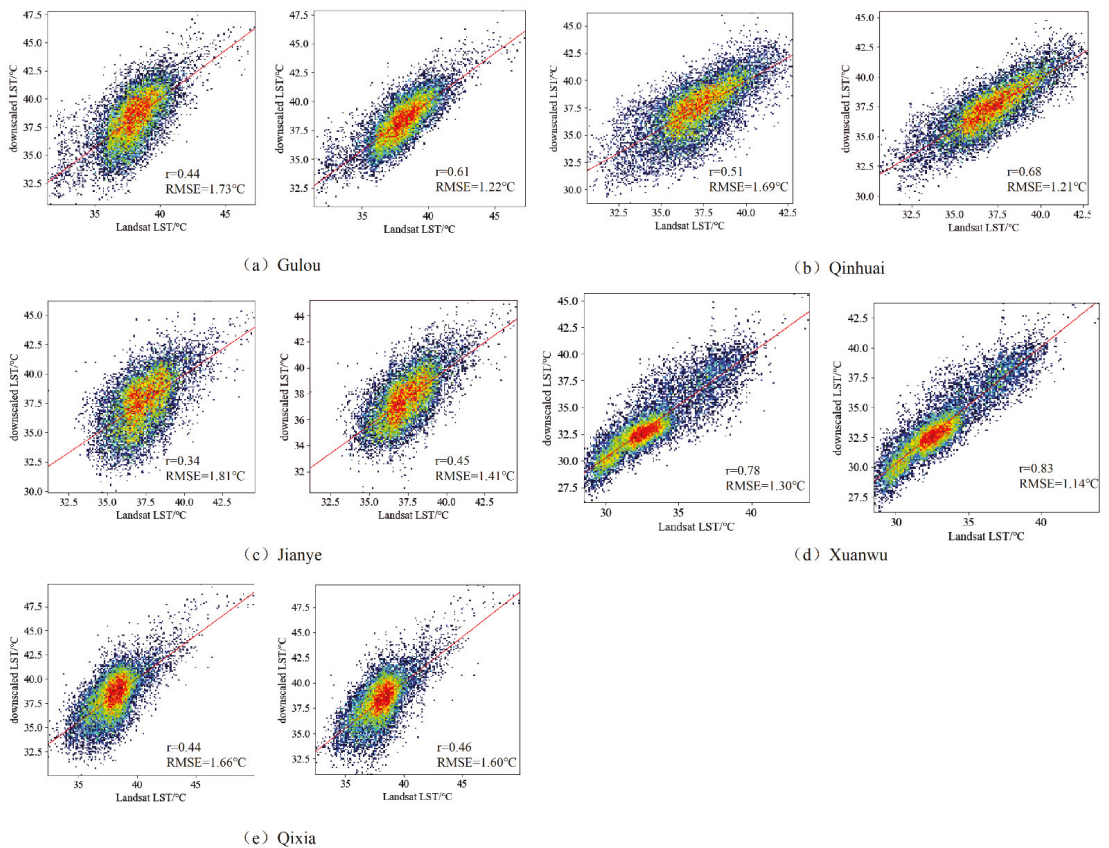 47.5
45.0
42.5
40.0
37.5
35.0
32.5
downscaled LST/℃
r=0.44
RMSE=1.73℃
35
40
45
Landsat LST/℃
47.5
45.0
42.5
40.0
37.5
35.0
32.5
downscaled LST/℃
r=0.61
RMSE=1.22℃
35
40
45
Landsat LST/℃
(a) Gulou
45.0
42.5
40.0
37.5
35.0
32.5
30.0
downscaled LST/℃
r=0.51
RMSE=1.69℃
32.5
35.0
37.5
40.0
42.5
Landsat LST/℃
45.0
42.5
40.0
37.5
35.0
32.5
30.0
downscaled LST/℃
r=0.68
RMSE=1.21℃
32.5
35.0
37.5
40.0
42.5
Landsat LST/℃
(b) Qinhuai
45.0
42.5
40.0
37.5
35.0
32.5
30.0
downscaled LST/℃
r=0.34
RMSE=1.81℃
32.5
35.0
37.5
40.0
42.5
Landsat LST/℃
44
42
40
38
36
34
32
downscaled LST/℃
r=0.45
RMSE=1.41℃
32.5
35.0
37.5
40.0
42.5
Landsat LST/℃
(c) Jianye
45.0
42.5
40.0
37.5
35.0
32.5
30.0
27.5
downscaled LST/℃
r=0.78
RMSE=1.30℃
30
35
40
Landsat LST/℃
42.5
40.0
37.5
35.0
32.5
30.0
27.5
downscaled LST/℃
r=0.83
RMSE=1.14℃
30
35
40
Landsat LST/℃
(d) Xuanwu
47.5
45.0
42.5
40.0
37.5
35.0
32.5
downscaled LST/℃
r=0.44
RMSE=1.66℃
35
40
45
Landsat LST/℃
47.5
45.0
42.5
40.0
37.5
35.0
32.5
downscaled LST/℃
r=0.46
RMSE=1.60℃
35
40
45
Landsat LST/℃
(e) Qixia